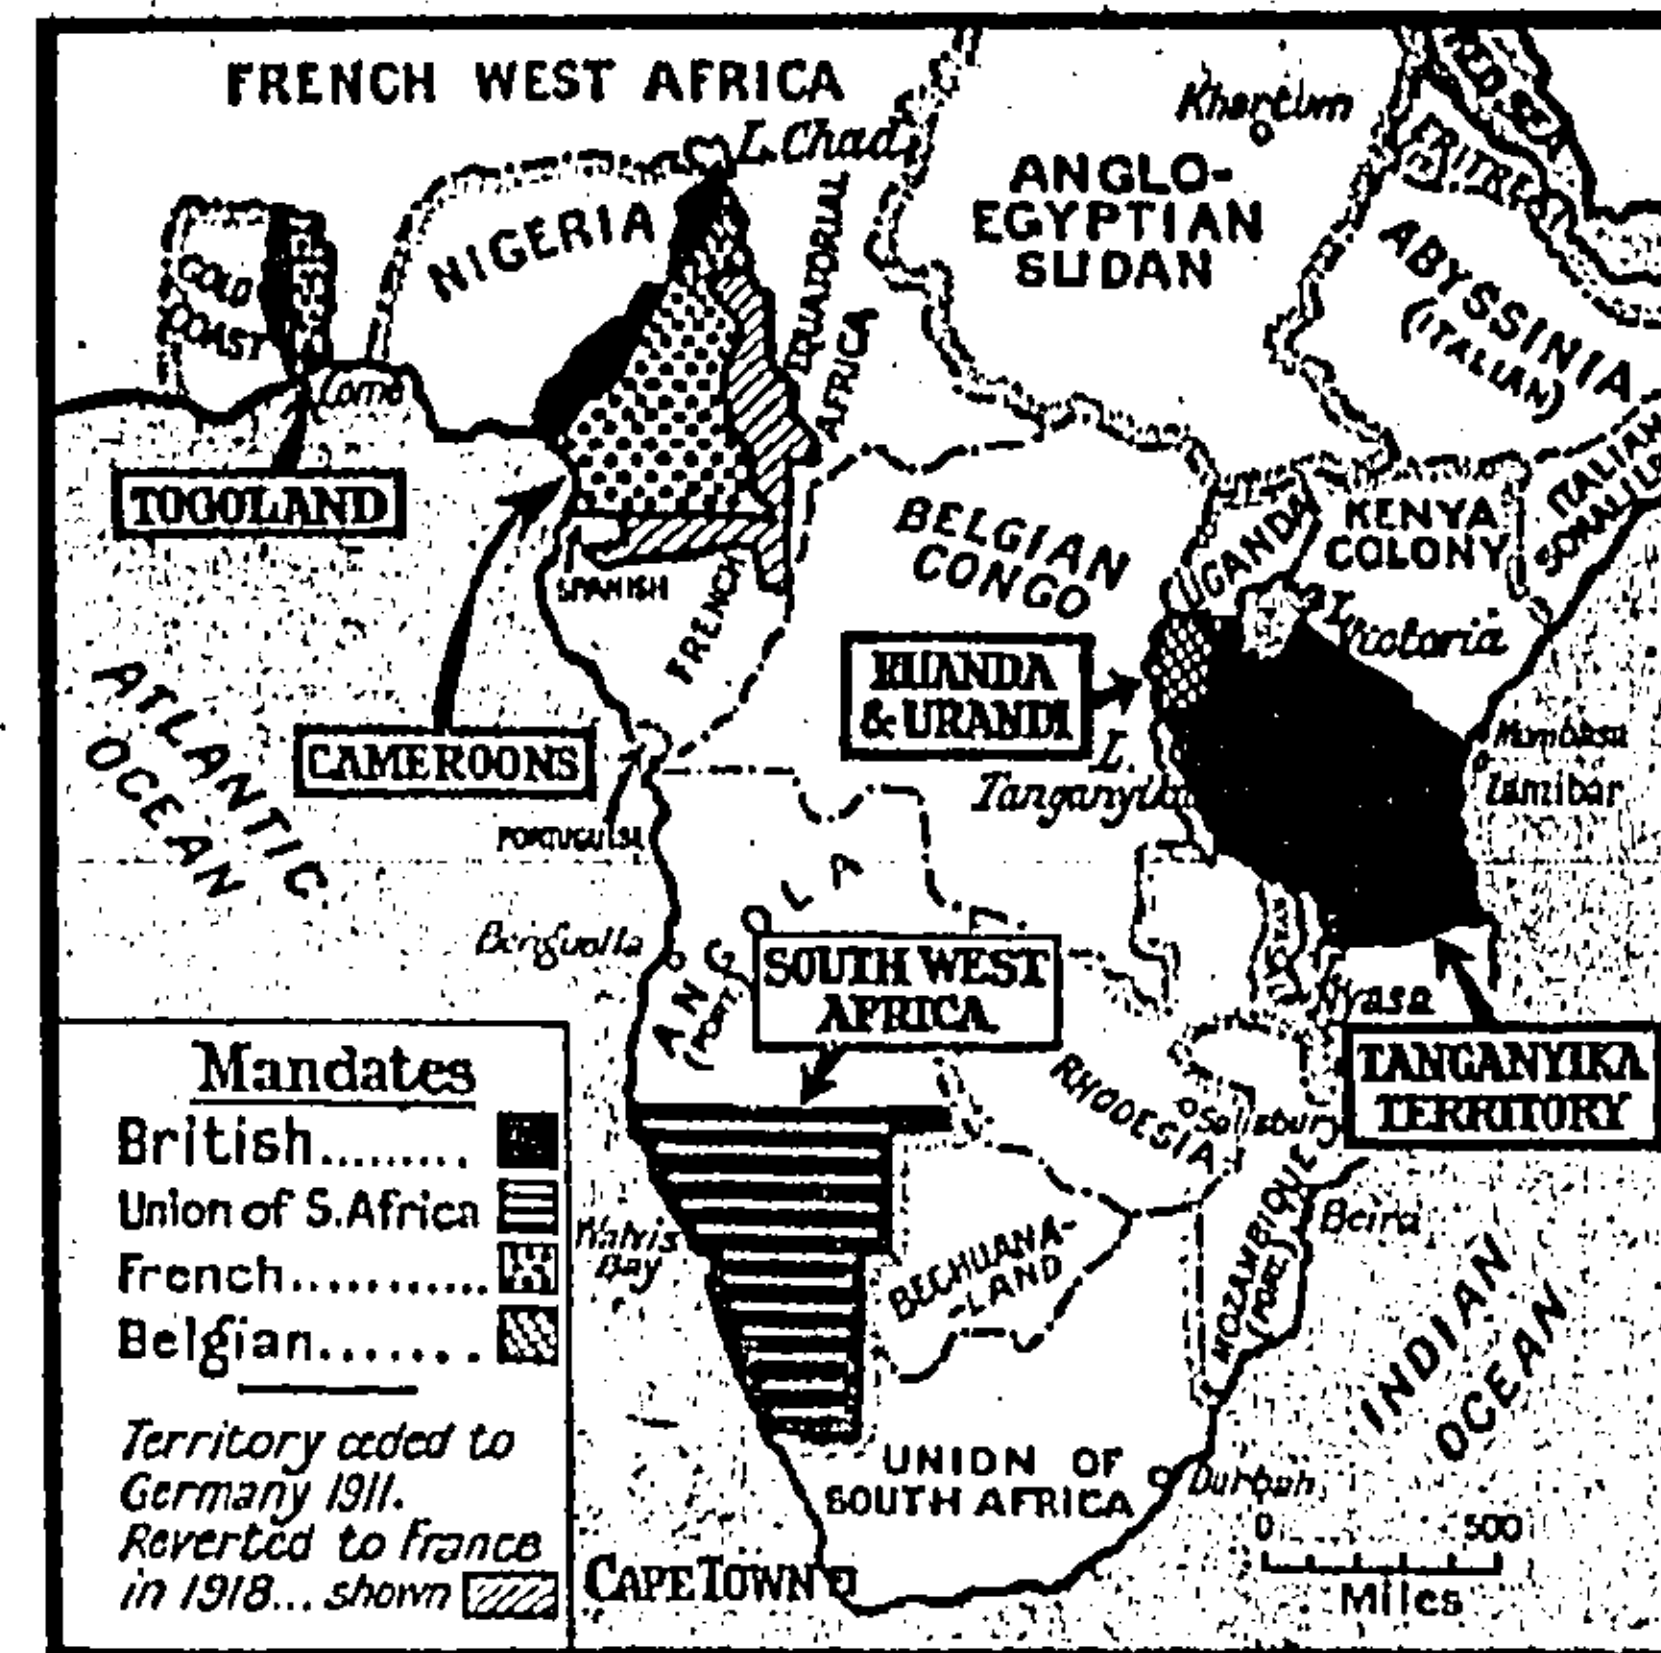 FRENCH WEST AFRICA
L. Chad
Khartum
RED SEA
ANGLO-
EGYPTIAN
SUDAN
NIGERIA
GOLD
COAST
EQUATORIAL
AFRICA
ABYSSINIA
(ITALIAN)
Lome
TOGOLAND
BELGIAN
CONGO
UGANDA
KENYA
COLONY
ITALIAN
SPANISH
FRENCH
L.
Victoria
RUANDA
& URANDI
ATLANTIC
OCEAN
CAMEROONS
L.
Tanganyika
Mombasa
Zanzibar
PORTUGUESE
ANGOLA
(PORT.)
Benguella
SOUTH WEST
AFRICA
Nyasa
TANGANYIKA
TERRITORY
RHODESIA
Salisbury
Mandates
British.........
Union of S. Africa
French...........
Belgian.......
Territory ceded to
Germany 1911.
Reverted to France
in 1918... shown
Walvis
Bay
BECHUANA-
-LAND
MOZAMBIQUE
Beira
INDIAN
OCEAN
UNION OF
SOUTH AFRICA
Durban
CAPE TOWN
0 500
Miles